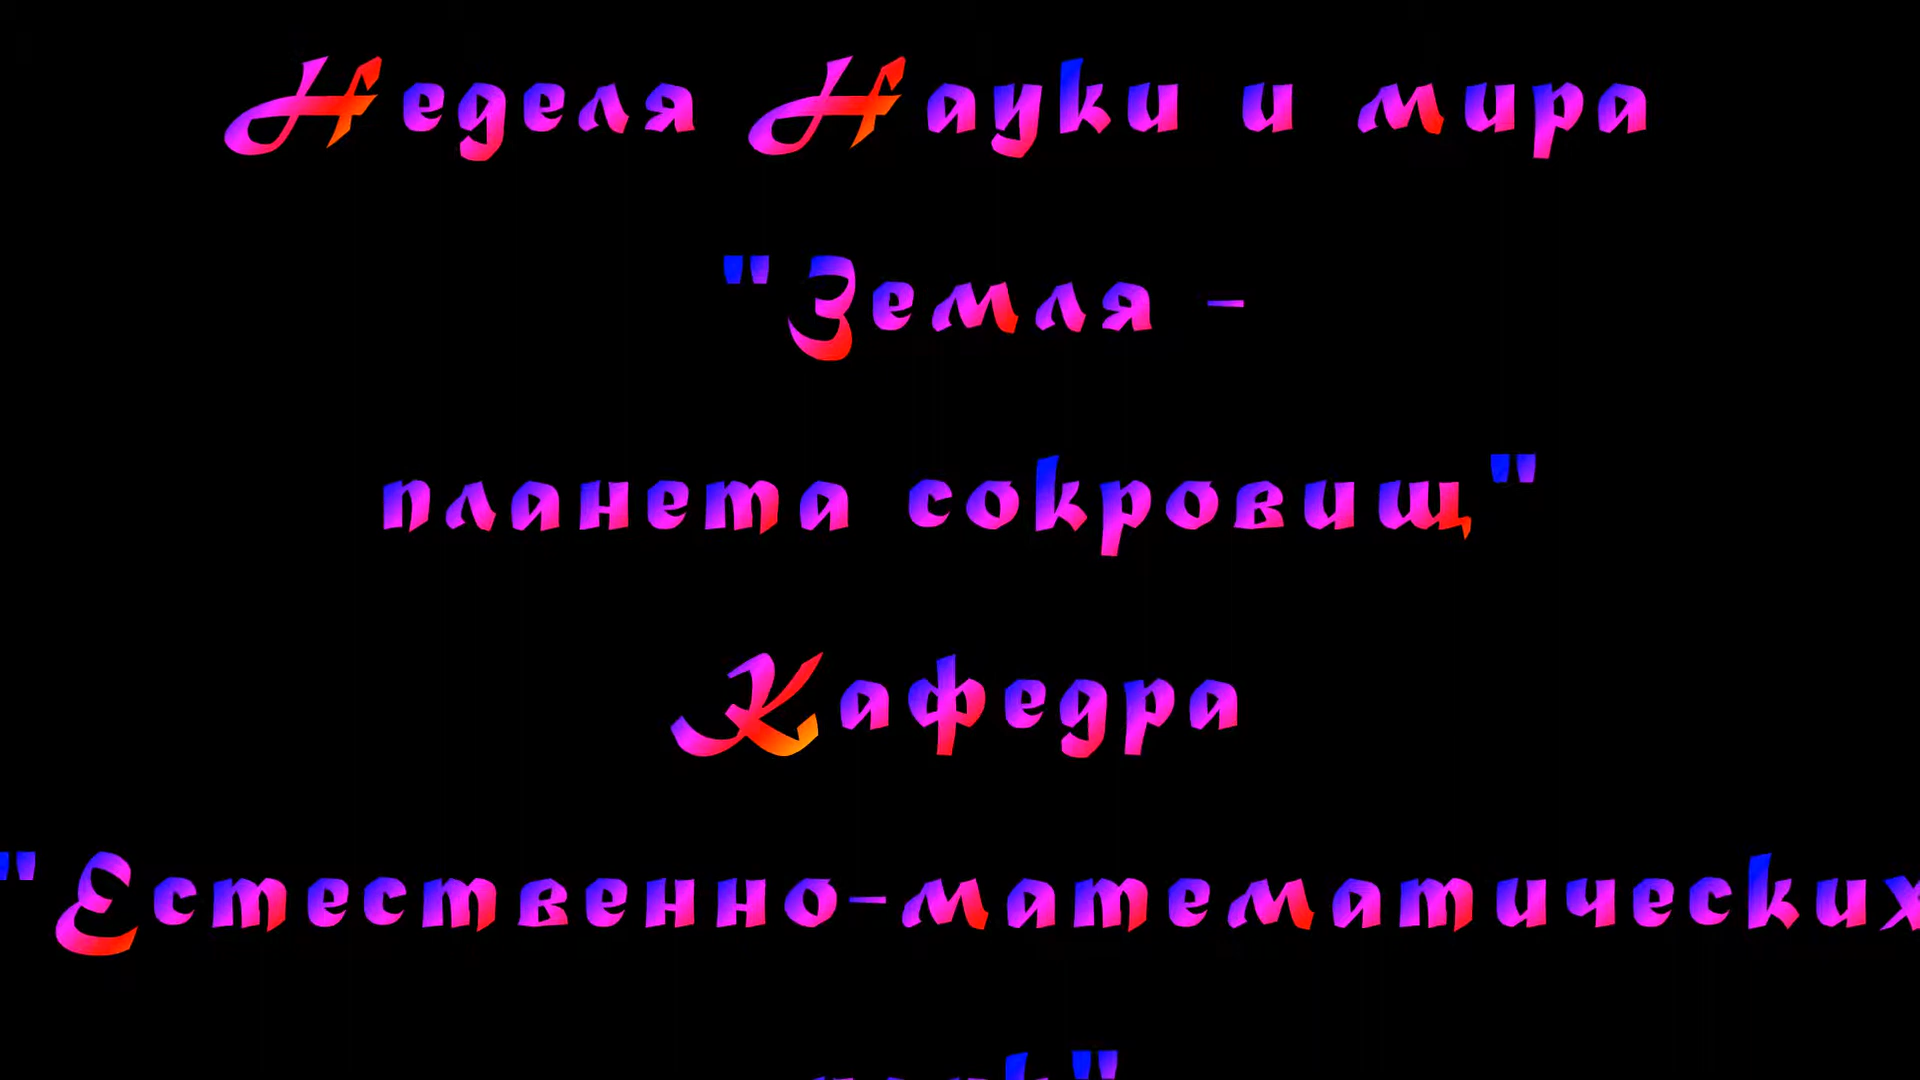 Неделя Науки и мира
"Земля -
планета сокровищ"
Кафедра
"Естественно-математических